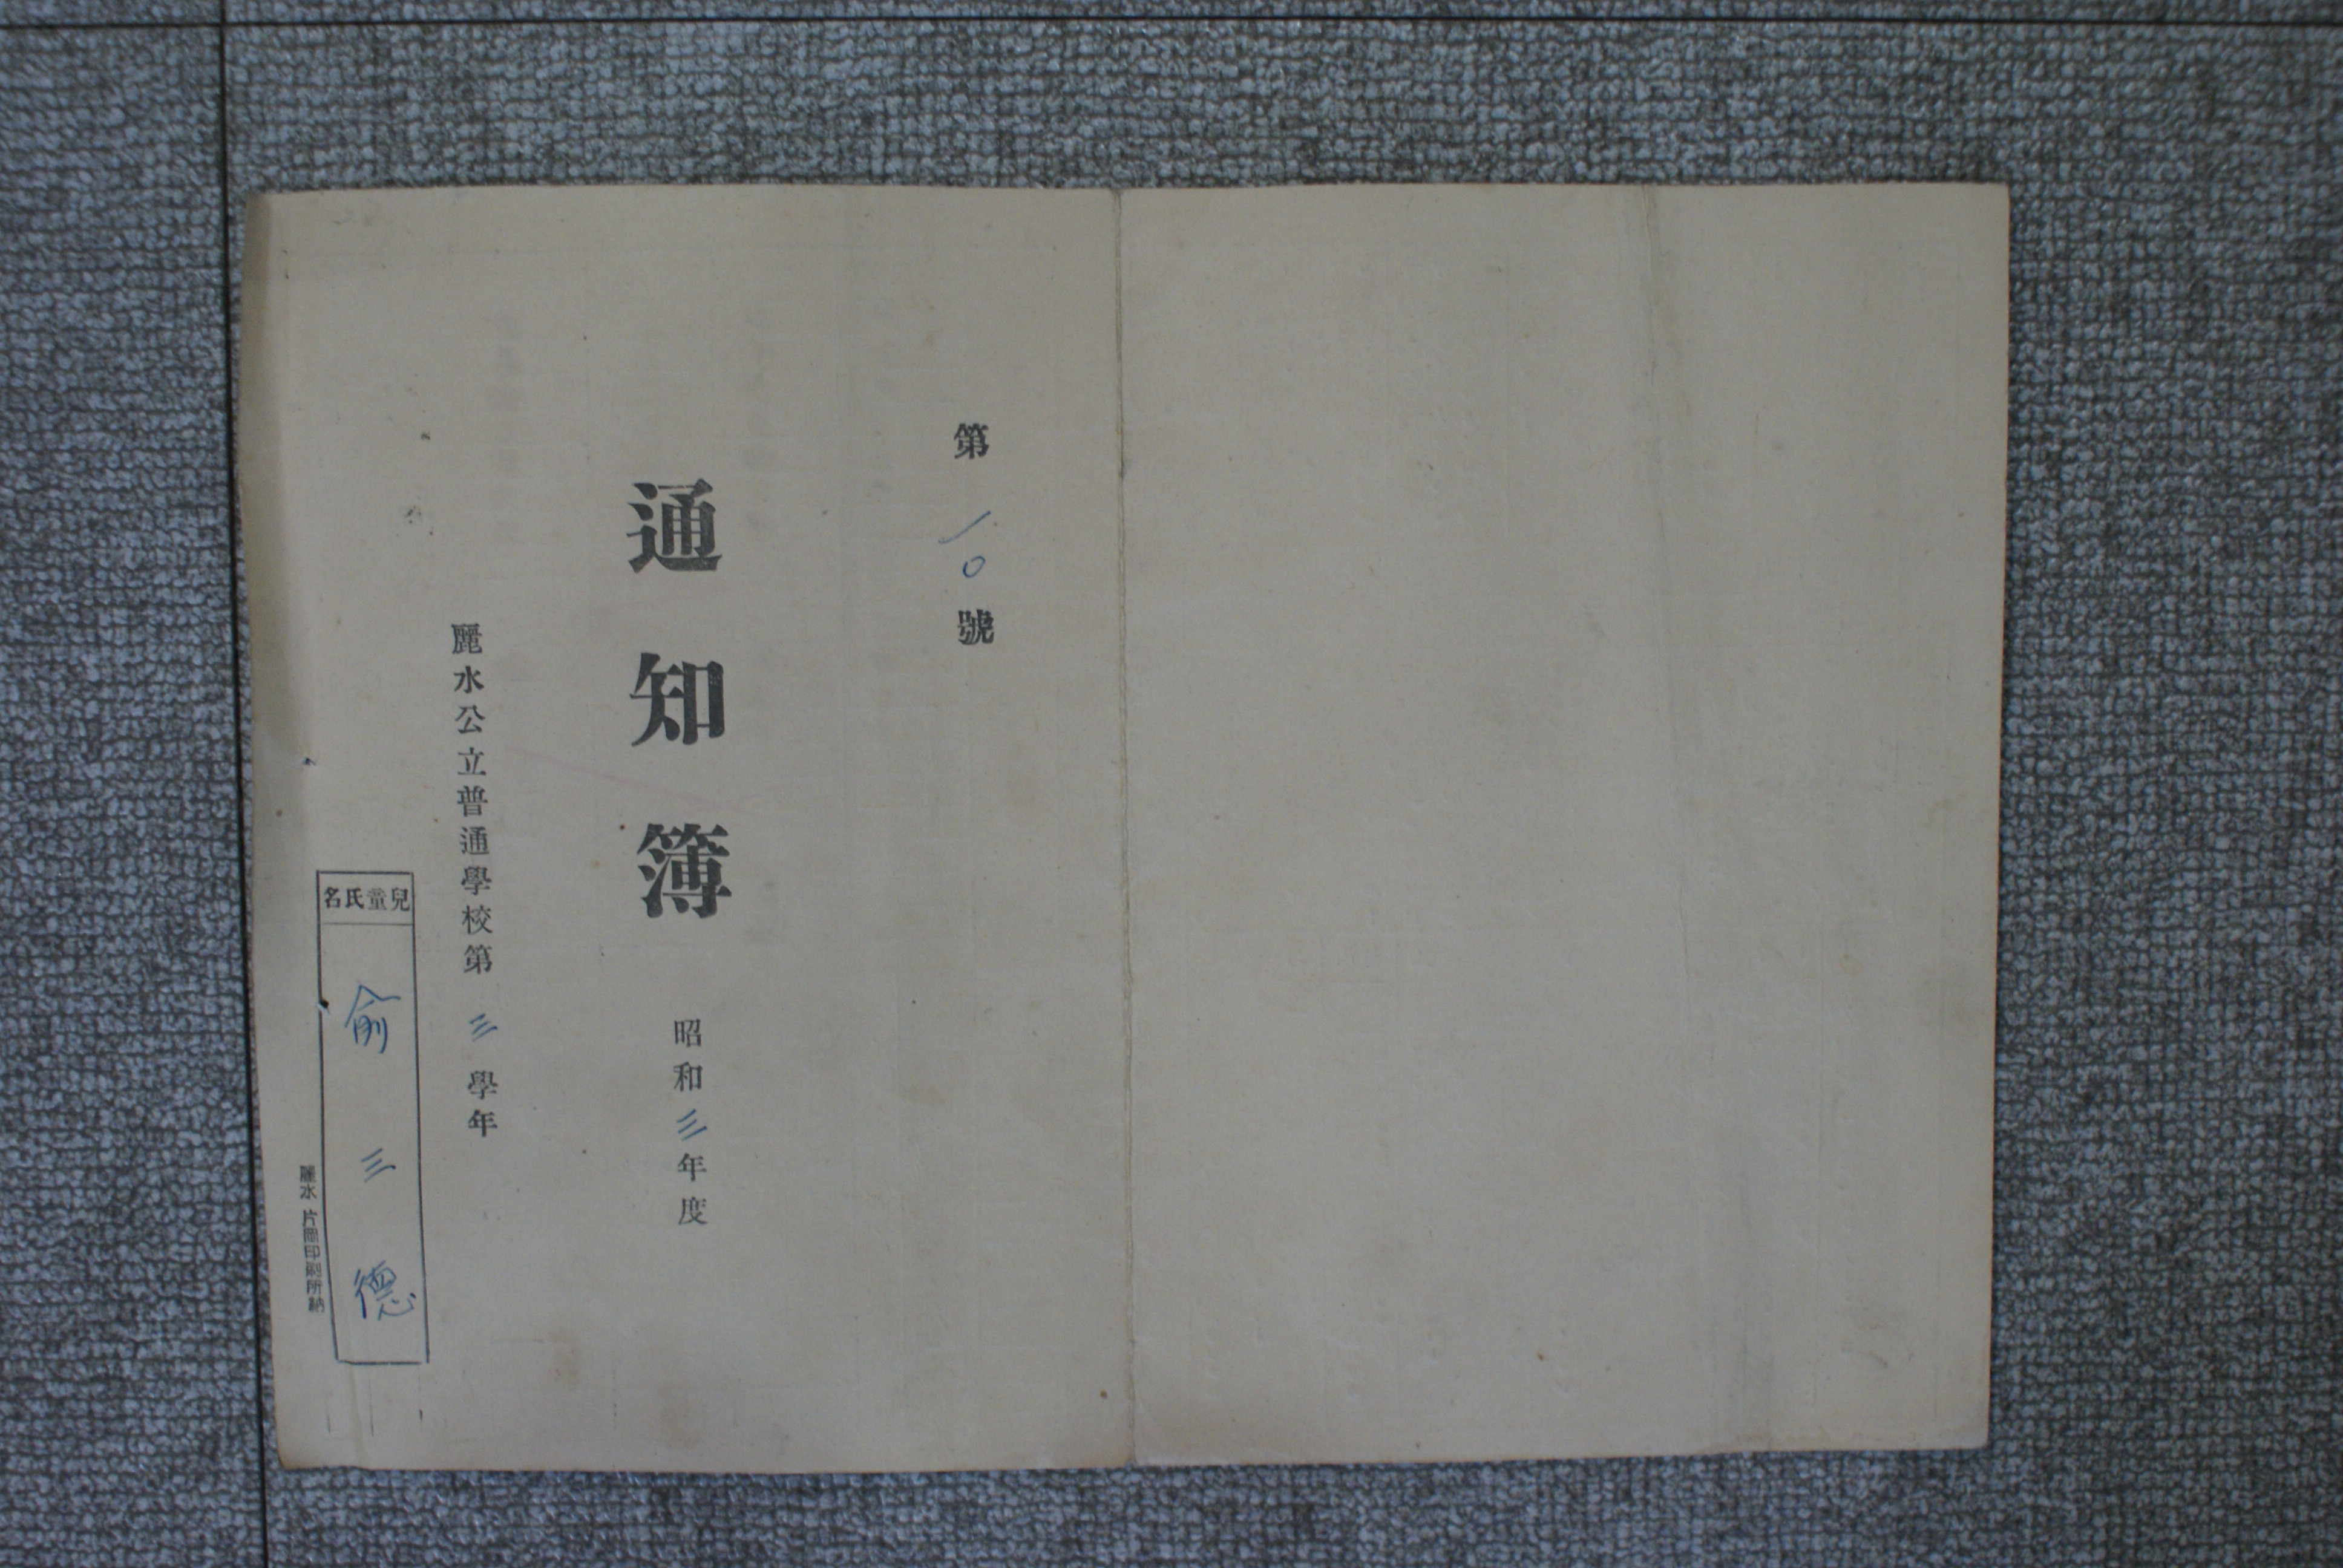 第10號
通知簿 昭和三年度
麗水公立普通學校第三學年
兒童氏名
俞三德
麗水 片岡印刷所納